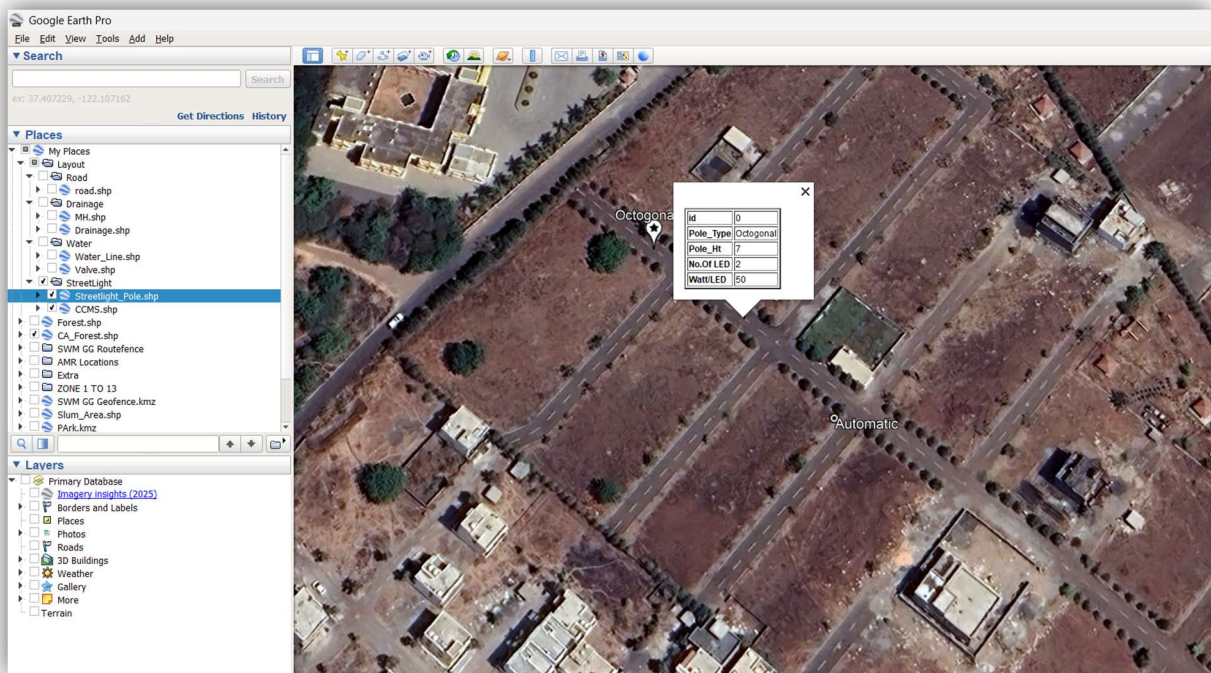 Google Earth Pro
File Edit View Tools Add Help
Search
Search
ex: 37.407229, -122.107162
Get Directions History
Places
My Places
Layout
Road
road.shp
Drainage
MH.shp
Drainage.shp
Water
Water_Line.shp
Valve.shp
StreetLight
Streetlight_Pole.shp
CCMS.shp
Forest.shp
CA_Forest.shp
SWM GG Routefence
AMR Locations
Extra
ZONE 1 TO 13
SWM GG Geofence.kmz
Slum_Area.shp
PArk.kmz
Layers
Primary Database
Imagery insights (2025)
Borders and Labels
Places
Photos
Roads
3D Buildings
Weather
Gallery
More
Terrain
Octogona
id 0
Pole_Type Octogonal
Pole_Ht 7
No.Of LED 2
Watt/LED 50
Automatic